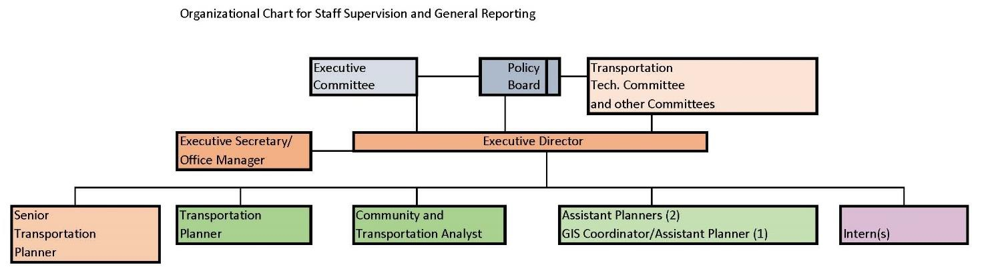 Organizational Chart for Staff Supervision and General Reporting
Executive
Committee
Policy
Board
Transportation
Tech. Committee
and other Committees
Executive Secretary/
Office Manager
Executive Director
Senior
Transportation
Planner
Transportation
Planner
Community and
Transportation Analyst
Assistant Planners (2)
GIS Coordinator/Assistant Planner (1)
Intern(s)